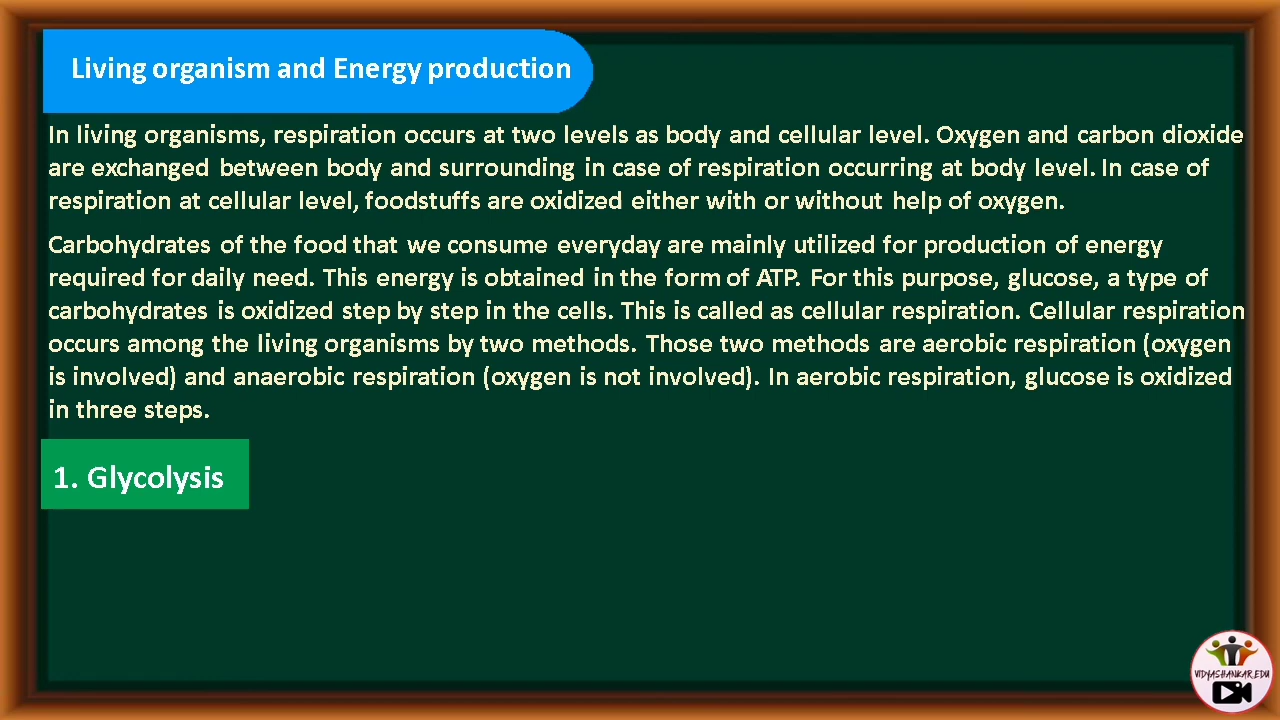 Living organism and Energy production
In living organisms, respiration occurs at two levels as body and cellular level. Oxygen and carbon dioxide
are exchanged between body and surrounding in case of respiration occurring at body level. In case of
respiration at cellular level, foodstuffs are oxidized either with or without help of oxygen.
Carbohydrates of the food that we consume everyday are mainly utilized for production of energy
required for daily need. This energy is obtained in the form of ATP. For this purpose, glucose, a type of
carbohydrates is oxidized step by step in the cells. This is called as cellular respiration. Cellular respiration
occurs among the living organisms by two methods. Those two methods are aerobic respiration (oxygen
is involved) and anaerobic respiration (oxygen is not involved). In aerobic respiration, glucose is oxidized
in three steps.
1. Glycolysis
VIDYASHANKAR.EDU